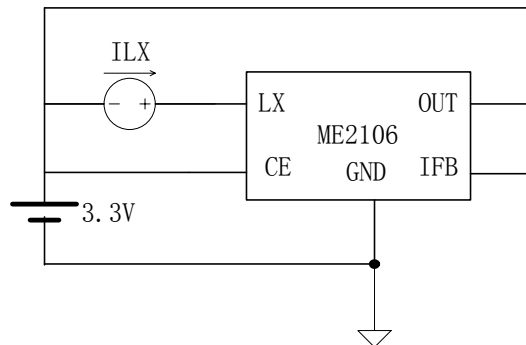 ILX
- +
LX
OUT
ME2106
CE
GND
IFB
3.3V